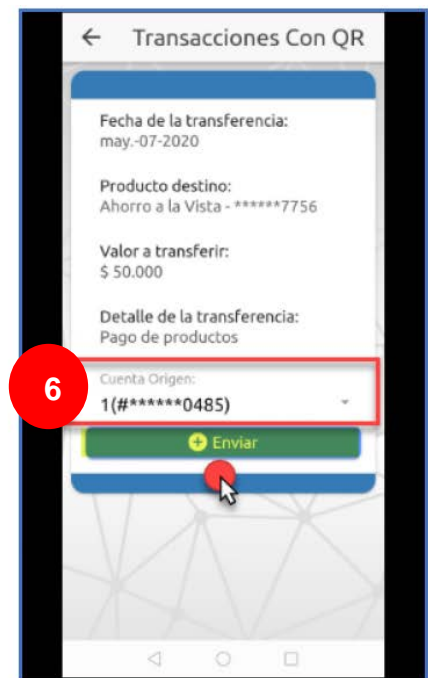 Transacciones Con QR
Fecha de la transferencia:
may.-07-2020
Producto destino:
Ahorro a la Vista - ******7756
Valor a transferir:
$ 50.000
Detalle de la transferencia:
Pago de productos
6
Cuenta Origen:
1(#******0485)
Enviar